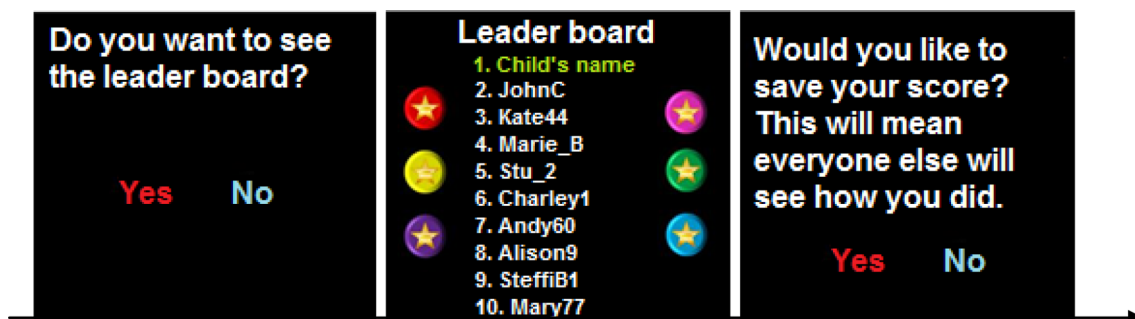 Do you want to see
the leader board?
Yes No
Leader board
1. Child's name
2. JohnC
3. Kate44
4. Marie_B
5. Stu_2
6. Charley1
7. Andy60
8. Alison9
9. SteffiB1
10. Mary77
Would you like to
save your score?
This will mean
everyone else will
see how you did.
Yes No